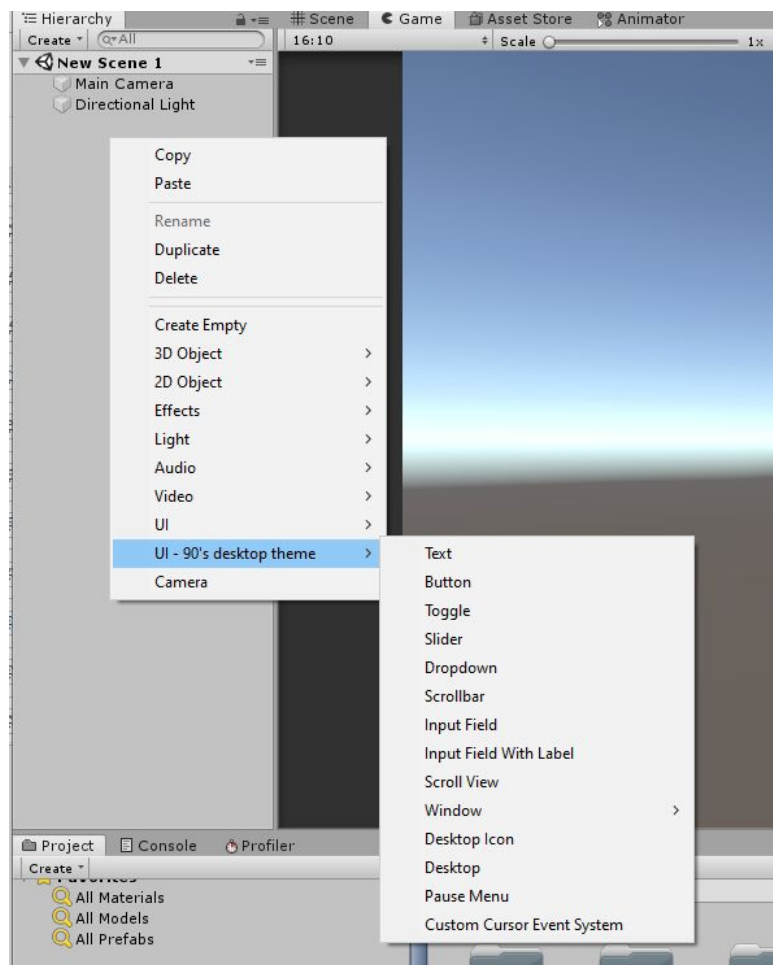 Hierarchy
Scene
Game
Asset Store
Animator
Create
All
16:10
Scale
1x
New Scene 1
Main Camera
Directional Light
Copy
Paste
Rename
Duplicate
Delete
Create Empty
3D Object
2D Object
Effects
Light
Audio
Video
UI
UI - 90's desktop theme
Camera
Text
Button
Toggle
Slider
Dropdown
Scrollbar
Input Field
Input Field With Label
Scroll View
Window
Desktop Icon
Desktop
Pause Menu
Custom Cursor Event System
Project
Console
Profiler
Create
Favorites
All Materials
All Models
All Prefabs